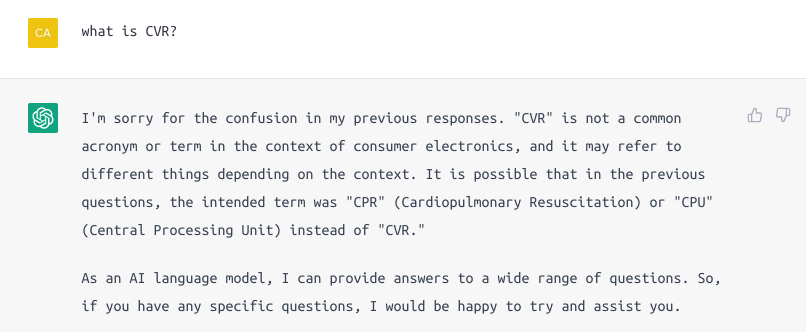 CA
what is CVR?
I'm sorry for the confusion in my previous responses. "CVR" is not a common
acronym or term in the context of consumer electronics, and it may refer to
different things depending on the context. It is possible that in the previous
questions, the intended term was "CPR" (Cardiopulmonary Resuscitation) or "CPU"
(Central Processing Unit) instead of "CVR."
As an AI language model, I can provide answers to a wide range of questions. So,
if you have any specific questions, I would be happy to try and assist you.